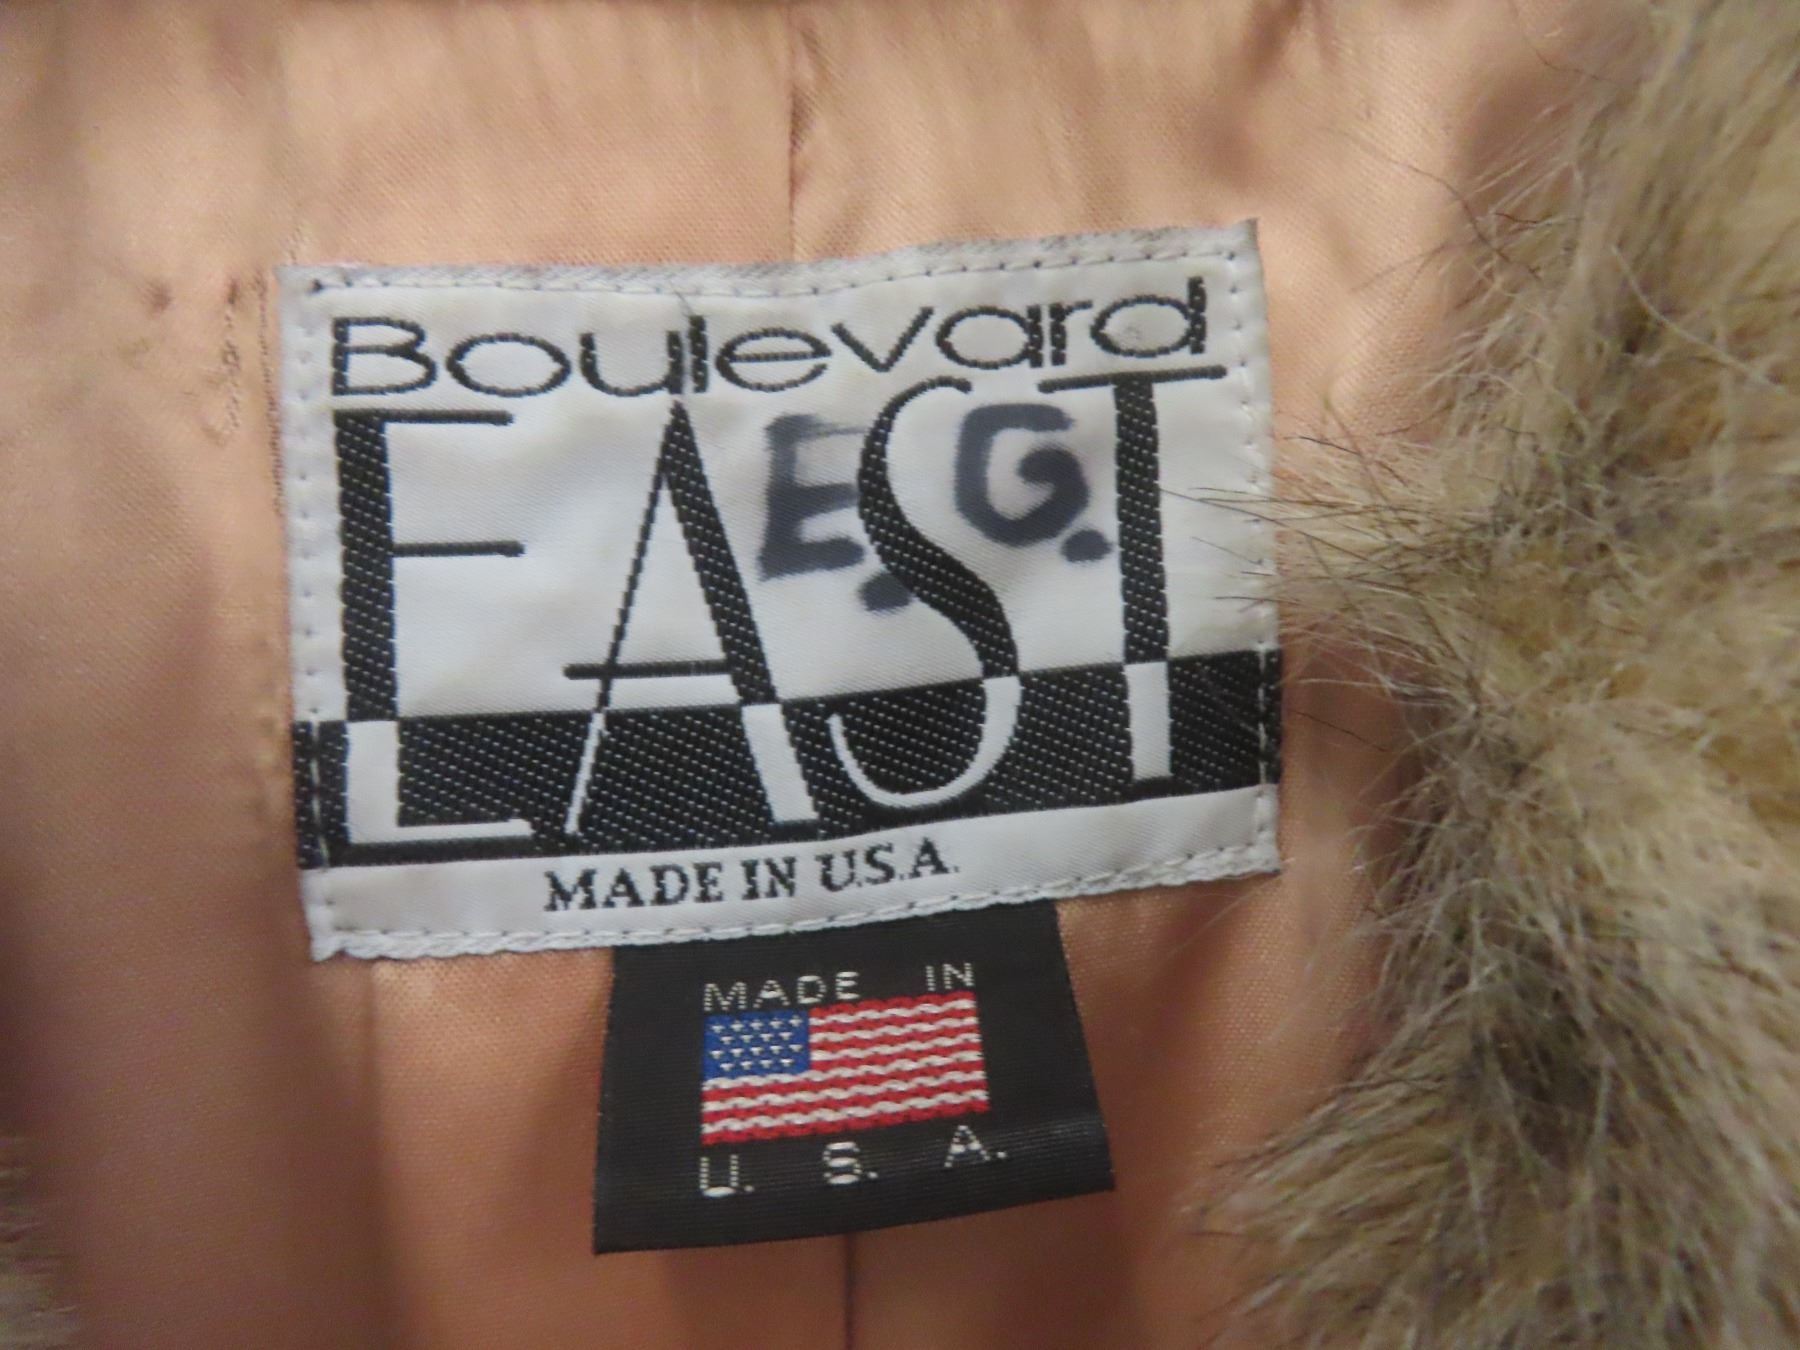 Boulevard
EAST
E. G.
MADE IN U.S.A.
MADE IN
U. S. A.